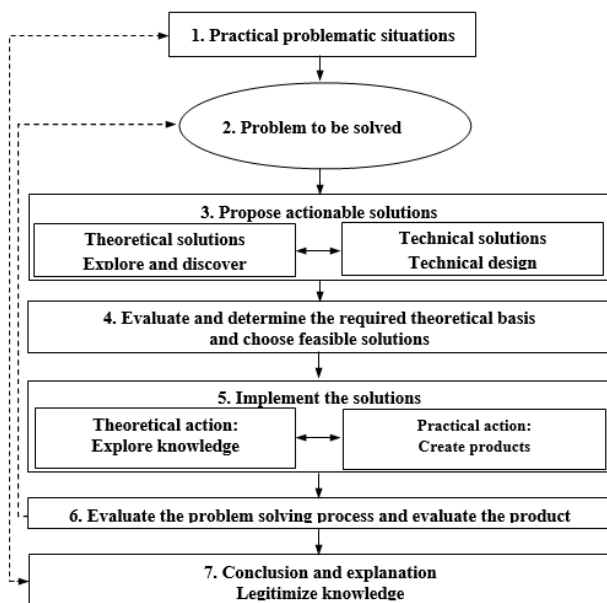 1. Practical problematic situations
2. Problem to be solved
3. Propose actionable solutions
Theoretical solutions
Explore and discover
Technical solutions
Technical design
4. Evaluate and determine the required theoretical basis
and choose feasible solutions
5. Implement the solutions
Theoretical action:
Explore knowledge
Practical action:
Create products
6. Evaluate the problem solving process and evaluate the product
7. Conclusion and explanation
Legitimize knowledge